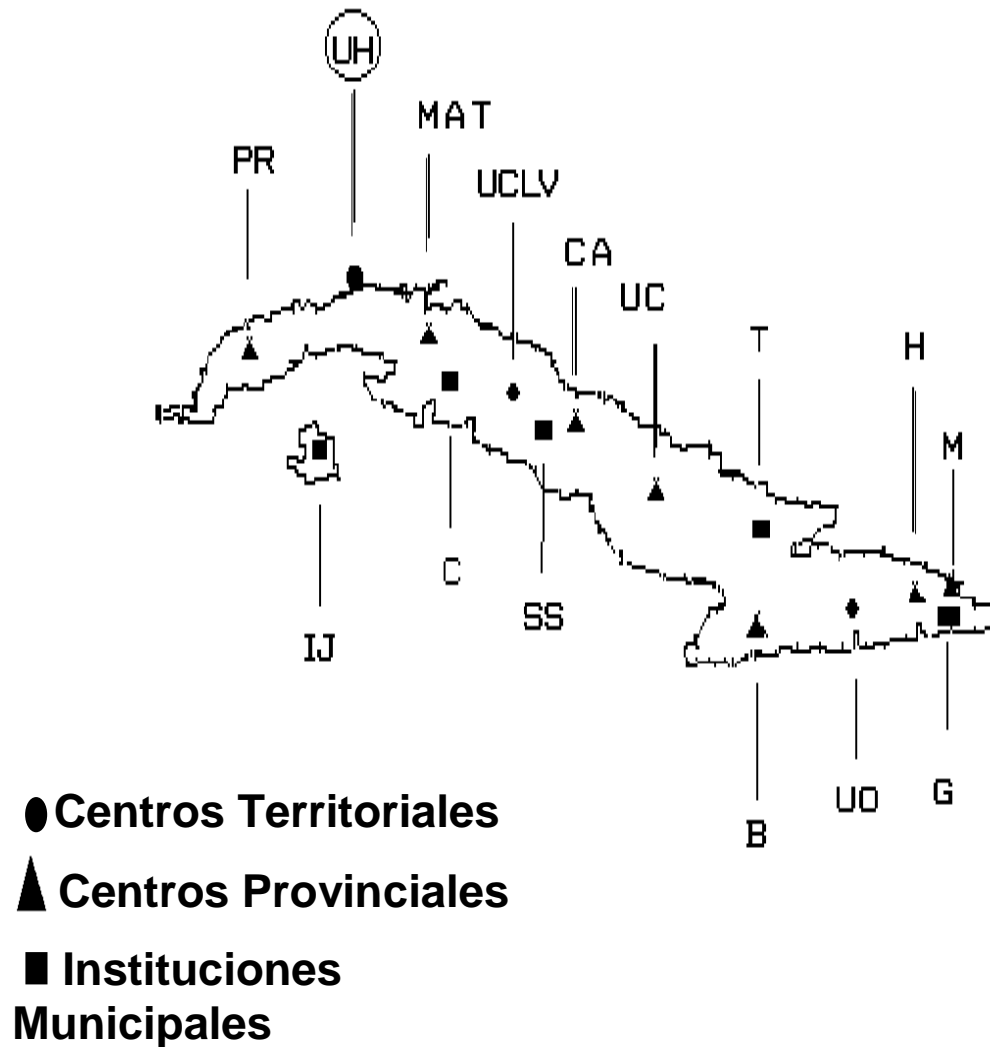 UH
MAT
PR
UCLV
CA
UC
T
H
M
C
SS
IJ
UO
G
B
Centros Territoriales
Centros Provinciales
Instituciones
Municipales